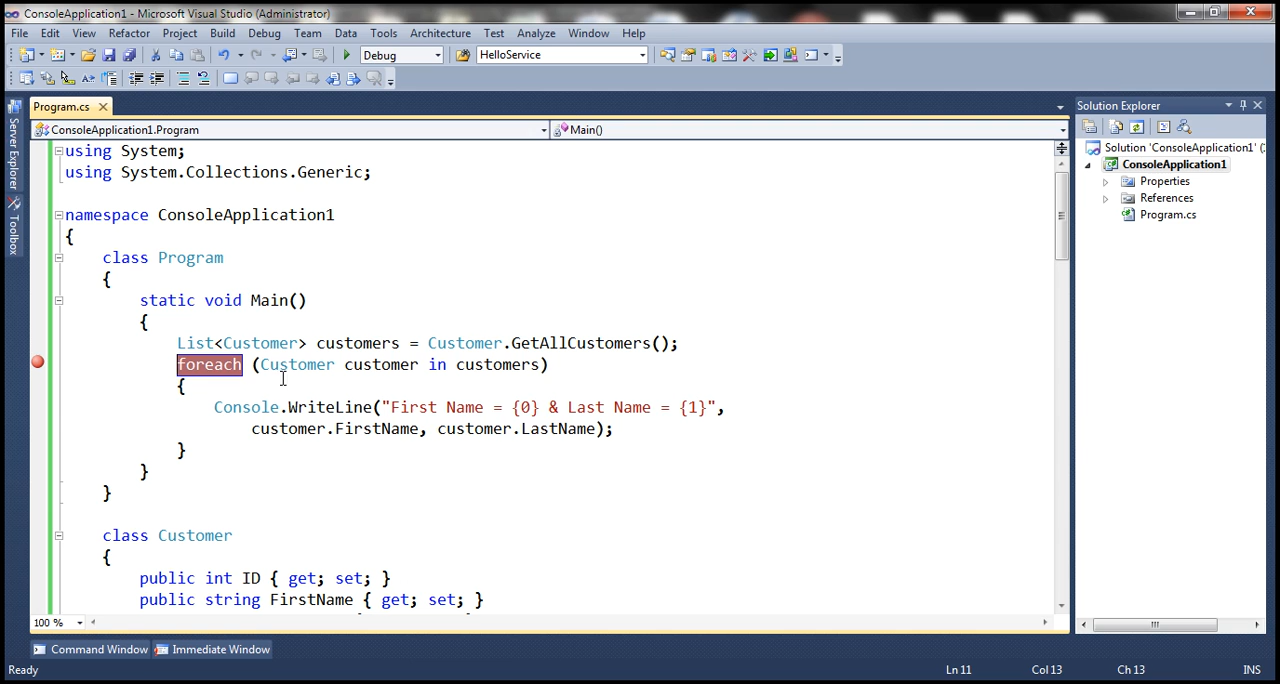 ConsoleApplication1 - Microsoft Visual Studio (Administrator)
File Edit View Refactor Project Build Debug Team Data Tools Architecture Test Analyze Window Help
Debug HelloService
Program.cs
Solution Explorer
ConsoleApplication1.Program Main()
Server Explorer
Toolbox
using System;
using System.Collections.Generic;
namespace ConsoleApplication1
{
class Program
{
static void Main()
{
List<Customer> customers = Customer.GetAllCustomers();
foreach (Customer customer in customers)
{
Console.WriteLine("First Name = {0} & Last Name = {1}",
customer.FirstName, customer.LastName);
}
}
}
class Customer
{
public int ID { get; set; }
public string FirstName { get; set; }
Solution 'ConsoleApplication1' (
ConsoleApplication1
Properties
References
Program.cs
100 %
Command Window Immediate Window
Ready Ln 11 Col 13 Ch 13 INS